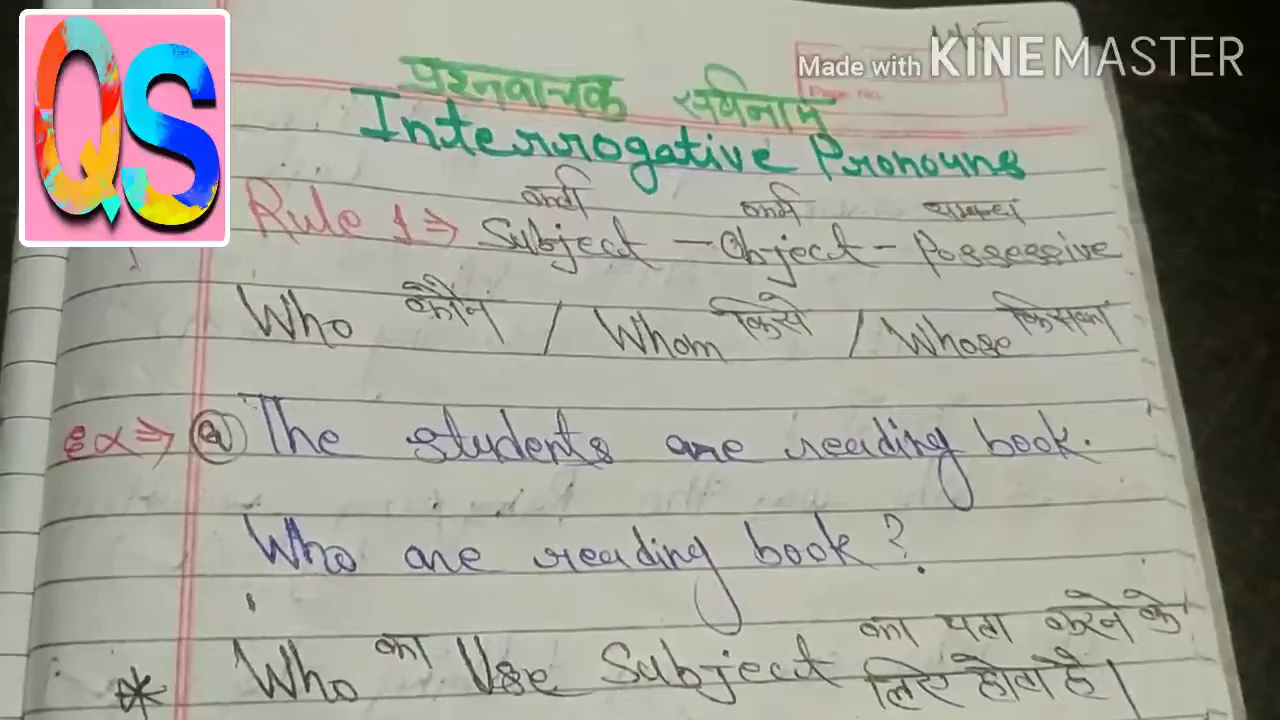 QS
Made with KINEMASTER
Page No.
प्रश्नवाचक सर्वनाम
Interrogative Pronouns
कर्ता कर्म सम्बन्ध
Rule 1 ⇒ Subject - Object - Possessive
Who कौन / Whom किसे / Whose किसका
ex ⇒ (a) The students are reading book.
Who are reading book?
* Who का Use Subject का पता करने के
लिए होता है।